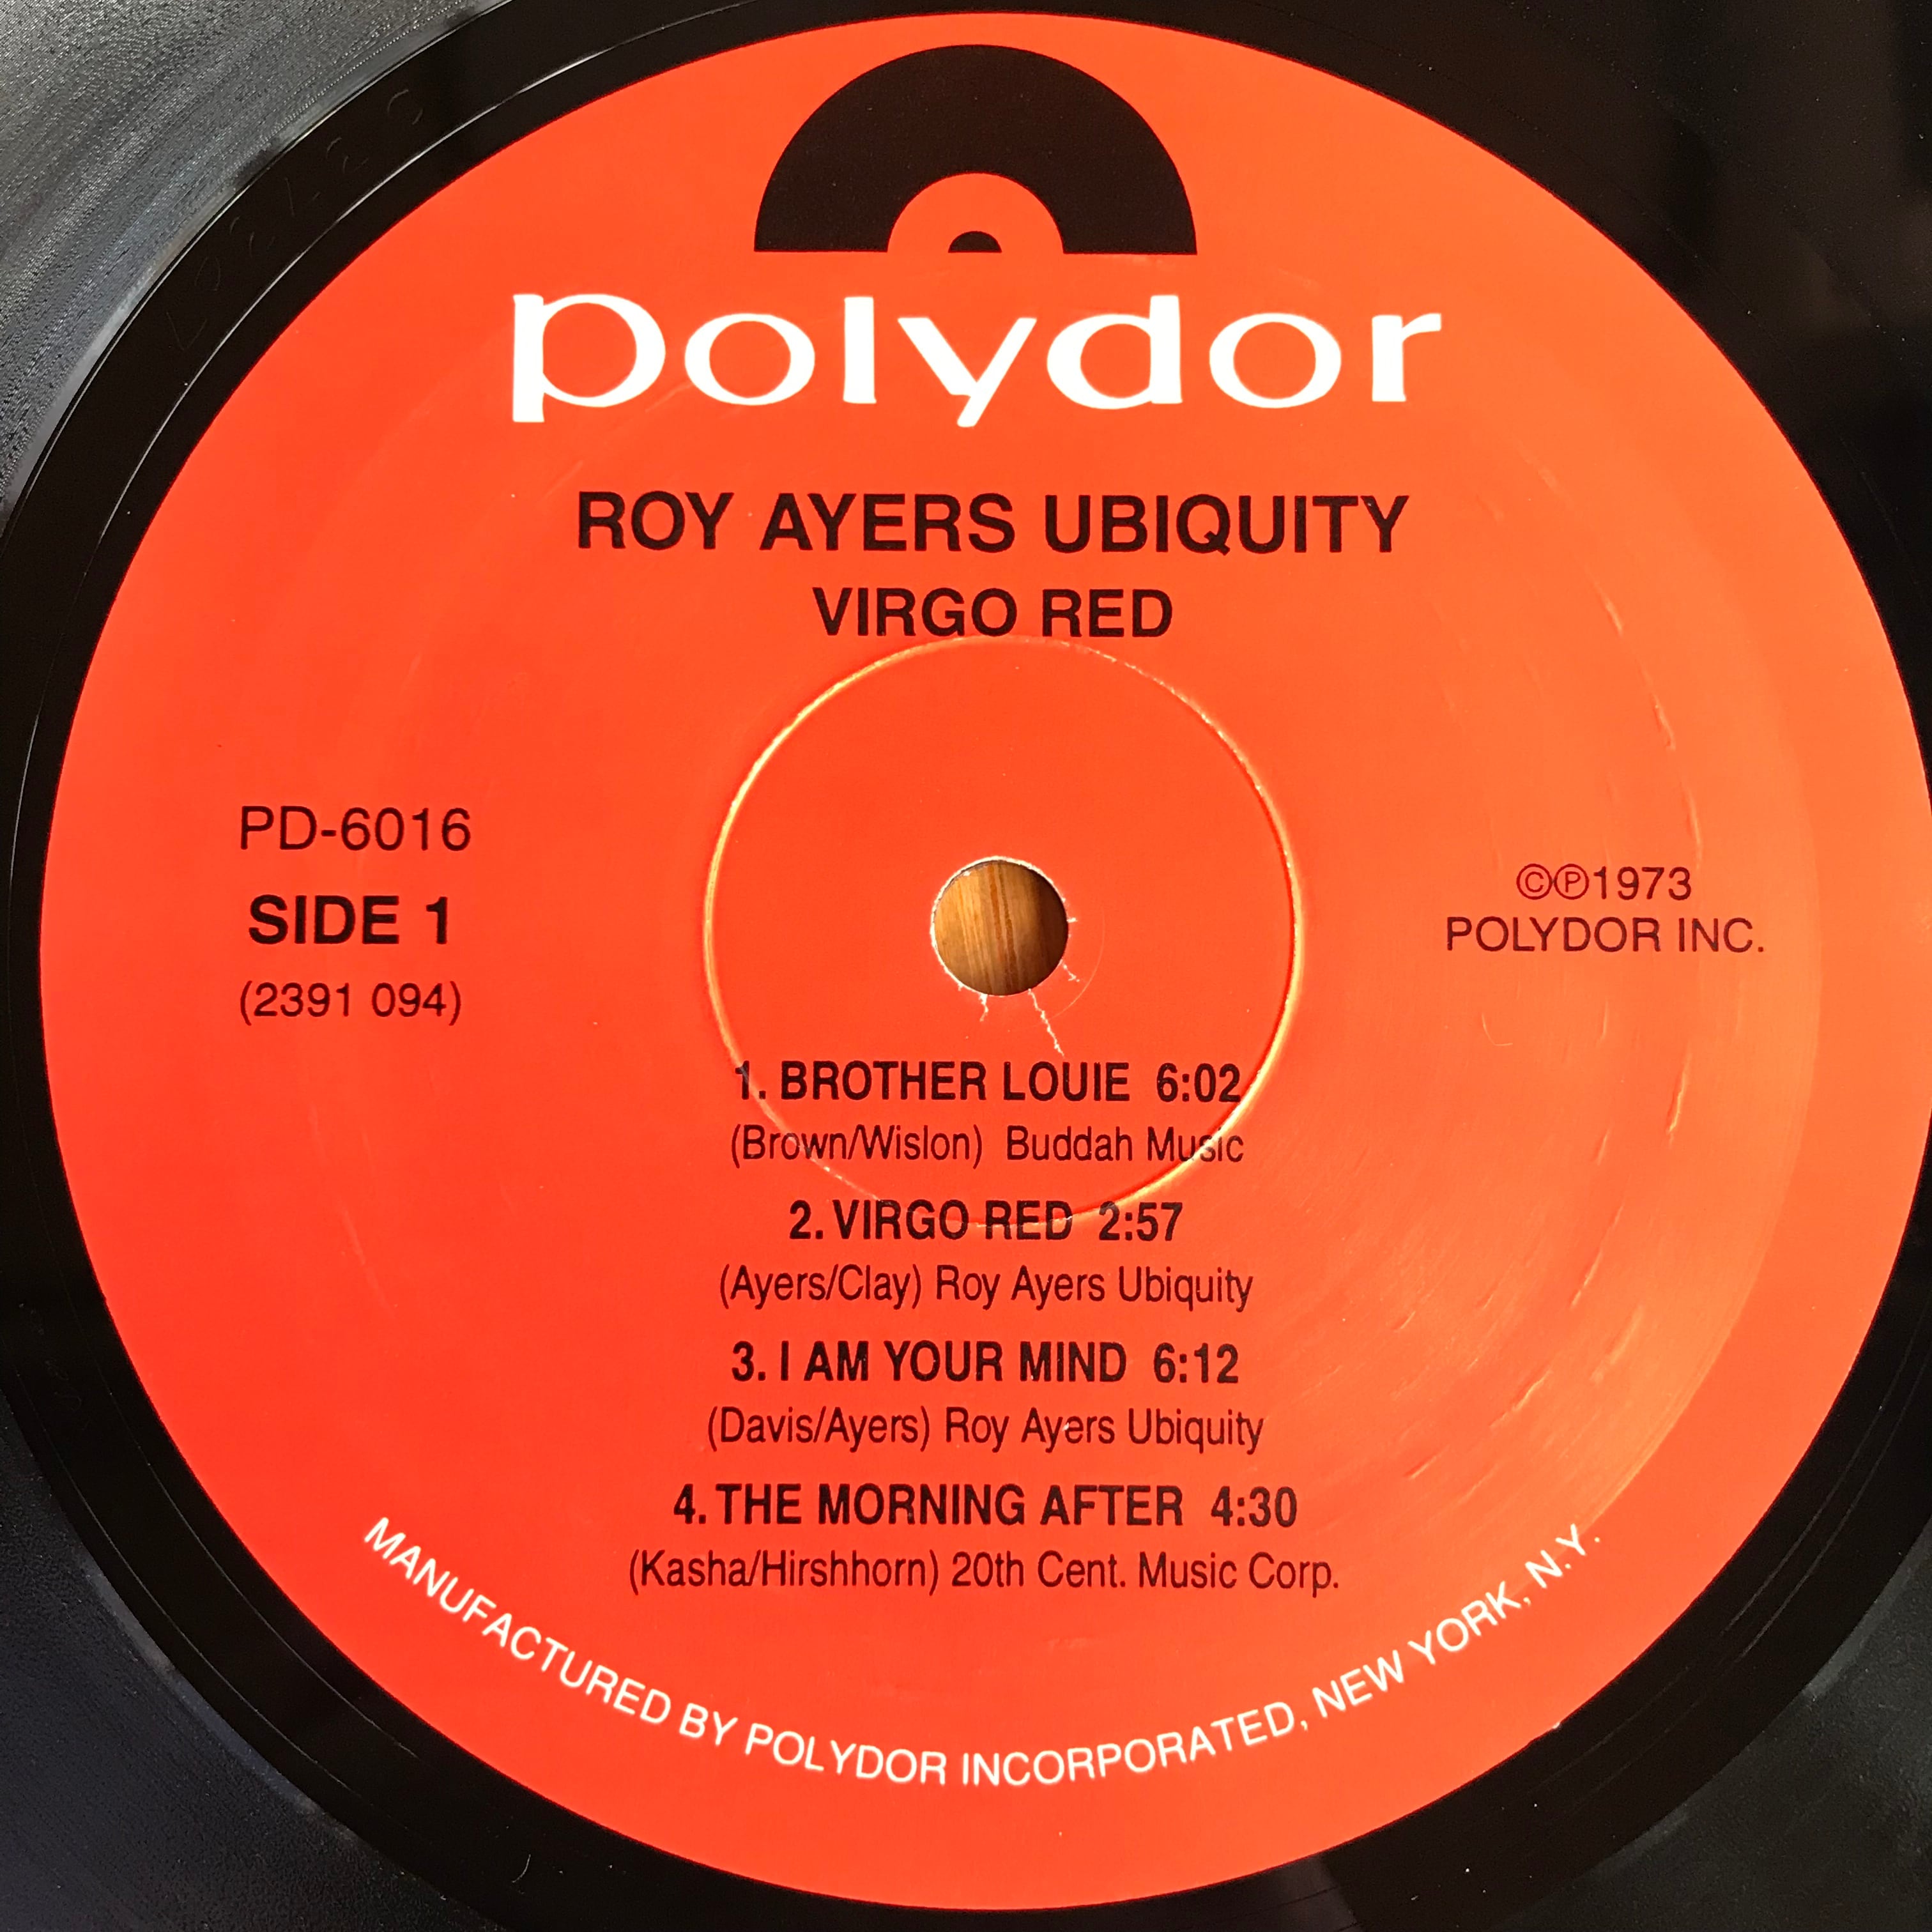 polydor
ROY AYERS UBIQUITY
VIRGO RED
PD-6016
SIDE 1
(2391 094)
©℗1973
POLYDOR INC.
1. BROTHER LOUIE 6:02
(Brown/Wislon) Buddah Music
2. VIRGO RED 2:57
(Ayers/Clay) Roy Ayers Ubiquity
3. I AM YOUR MIND 6:12
(Davis/Ayers) Roy Ayers Ubiquity
4. THE MORNING AFTER 4:30
(Kasha/Hirshhorn) 20th Cent. Music Corp.
MANUFACTURED BY POLYDOR INCORPORATED, NEW YORK, N.Y.